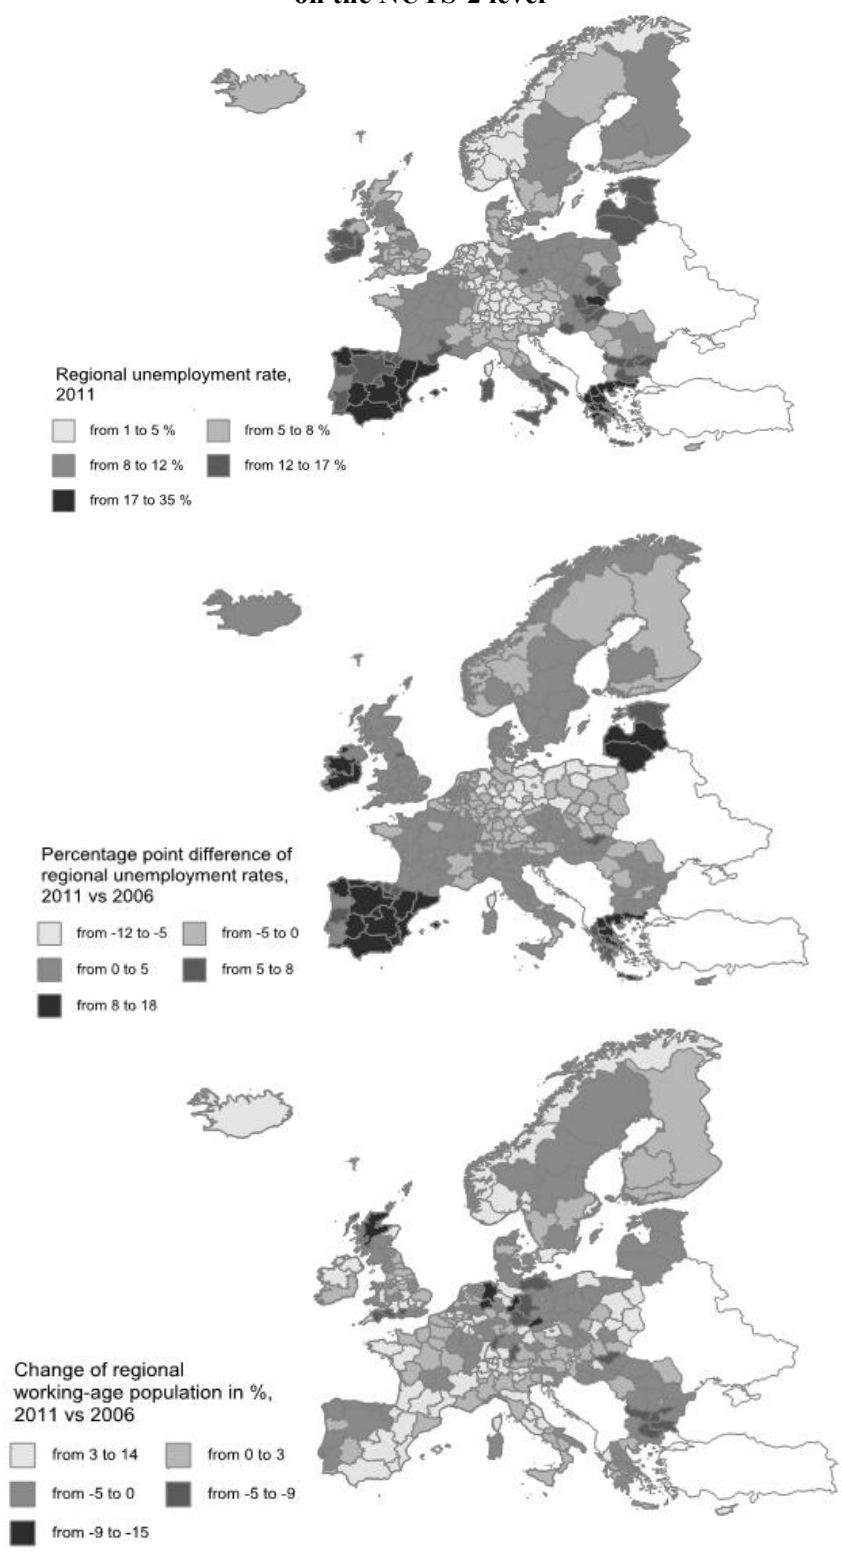 on the NUTS-2 level
Regional unemployment rate,
2011
from 1 to 5 %
from 5 to 8 %
from 8 to 12 %
from 12 to 17 %
from 17 to 35 %
Percentage point difference of
regional unemployment rates,
2011 vs 2006
from -12 to -5
from -5 to 0
from 0 to 5
from 5 to 8
from 8 to 18
Change of regional
working-age population in %,
2011 vs 2006
from 3 to 14
from 0 to 3
from -5 to 0
from -5 to -9
from -9 to -15